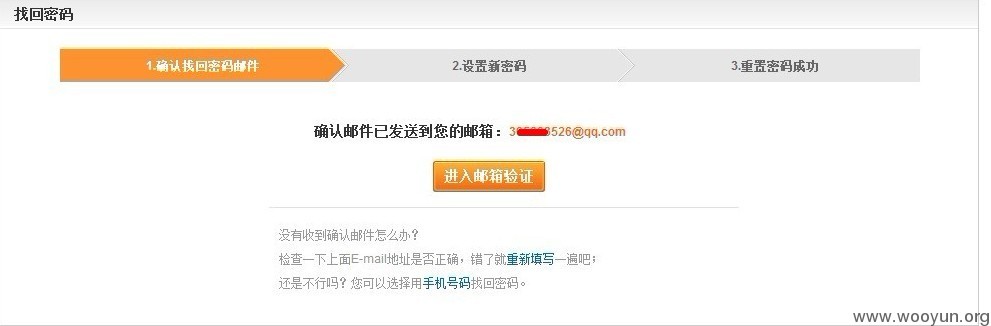 找回密码
1.确认找回密码邮件
2.设置新密码
3.重置密码成功
确认邮件已发送到您的邮箱：3 3526@qq.com
进入邮箱验证
没有收到确认邮件怎么办？
检查一下上面E-mail地址是否正确，错了就重新填写一遍吧；
还是不行吗？您可以选择用手机号码找回密码。
www.wooyun.org